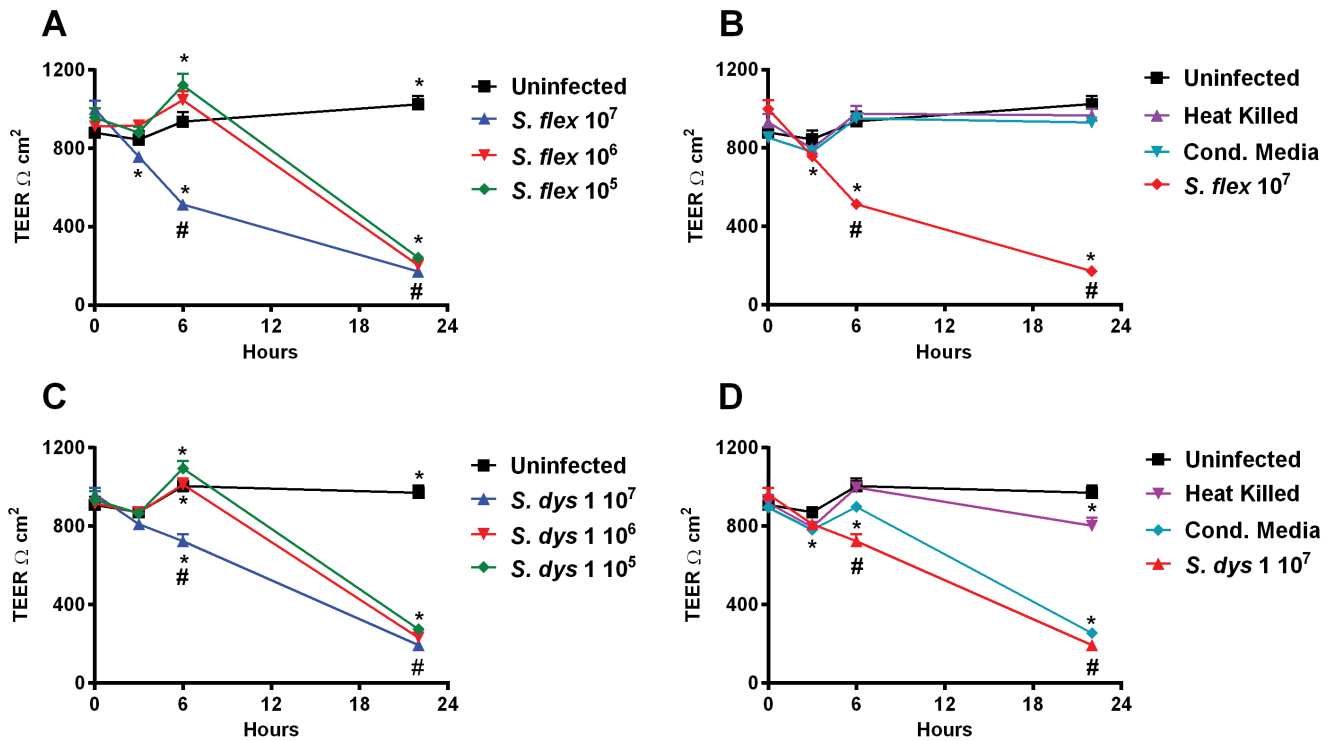 A
TEER Ω cm²
1200
800
400
0
0 6 12 18 24
Hours
* * * * * #
* #
Uninfected
S. flex 10⁷
S. flex 10⁶
S. flex 10⁵
B
TEER Ω cm²
1200
800
400
0
0 6 12 18 24
Hours
* * #
* #
Uninfected
Heat Killed
Cond. Media
S. flex 10⁷
C
TEER Ω cm²
1200
800
400
0
0 6 12 18 24
Hours
* * * #
* * #
Uninfected
S. dys 1 10⁷
S. dys 1 10⁶
S. dys 1 10⁵
D
TEER Ω cm²
1200
800
400
0
0 6 12 18 24
Hours
* * #
* * #
Uninfected
Heat Killed
Cond. Media
S. dys 1 10⁷